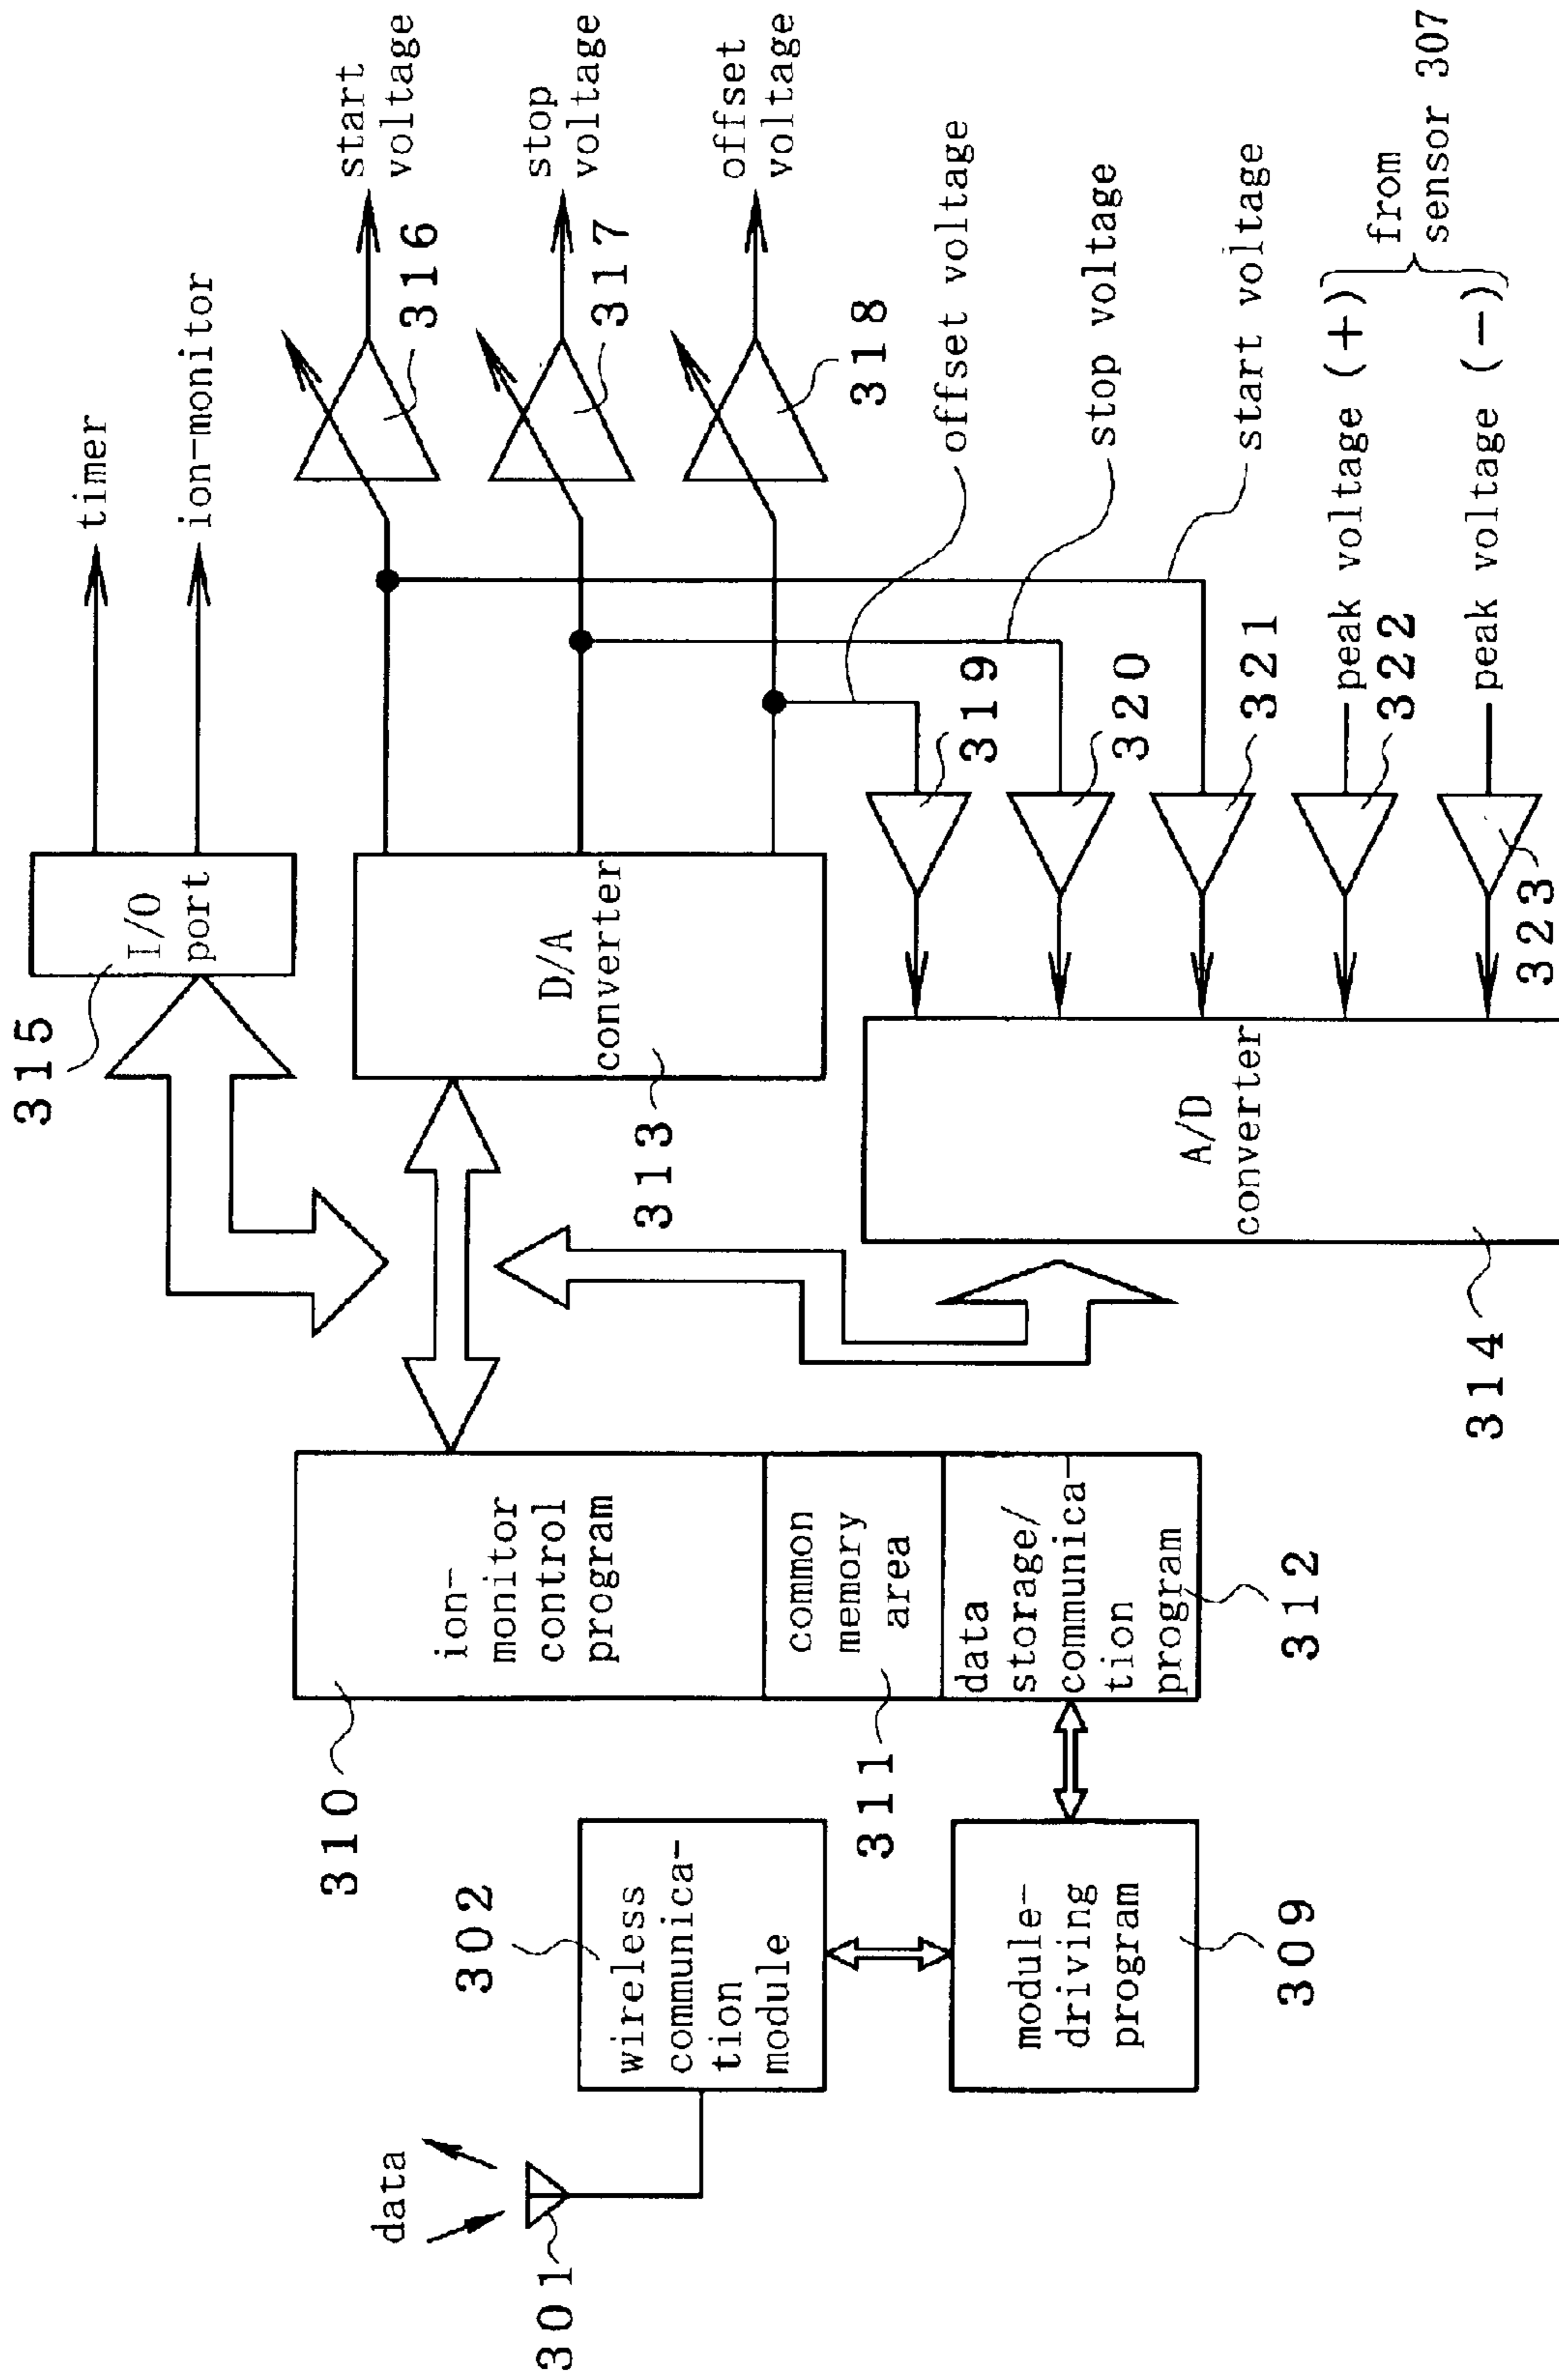 data
301
302
wireless
communica-
tion
module
309
module-
driving
program
310
ion-
monitor
control
program
311
common
memory
area
312
data
storage/
communica-
tion
program
315
I/O
port
timer
ion-monitor
313
D/A
converter
314
A/D
converter
316
start
voltage
317
stop
voltage
318
offset
voltage
319
offset voltage
320
stop voltage
321
start voltage
322
peak voltage (+)
323
peak voltage (-)
from
sensor 307